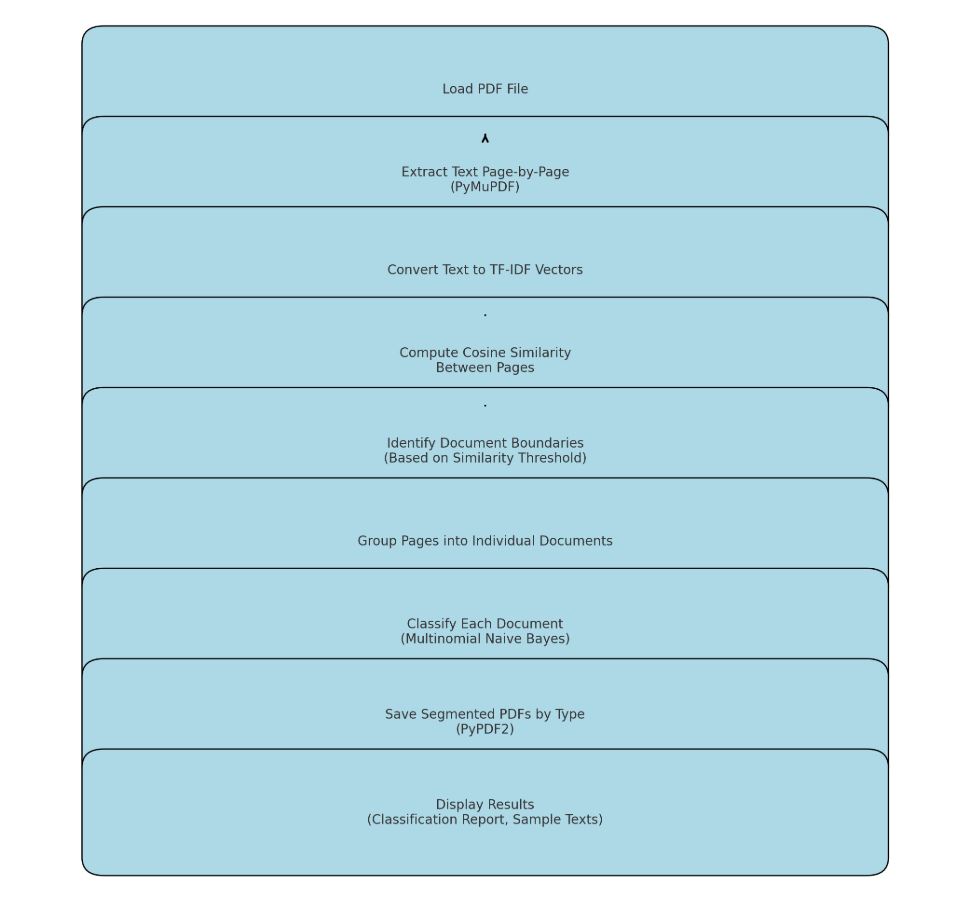 Load PDF File
Extract Text Page-by-Page
(PyMuPDF)
Convert Text to TF-IDF Vectors
Compute Cosine Similarity
Between Pages
Identify Document Boundaries
(Based on Similarity Threshold)
Group Pages into Individual Documents
Classify Each Document
(Multinomial Naive Bayes)
Save Segmented PDFs by Type
(PyPDF2)
Display Results
(Classification Report, Sample Texts)